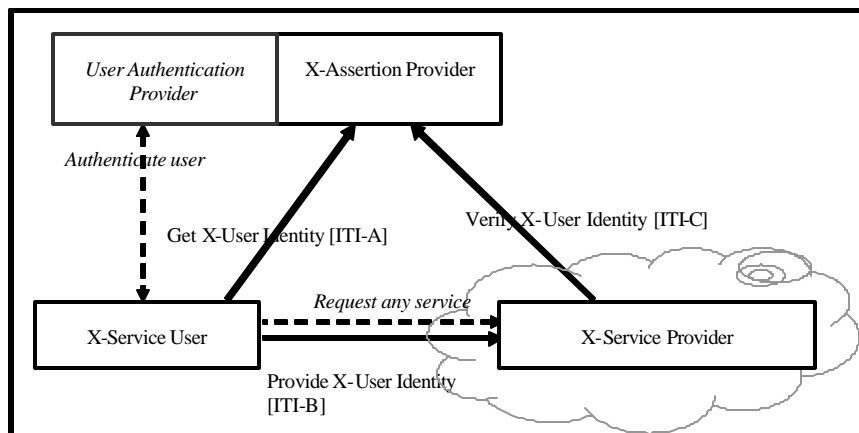 User Authentication
Provider
X-Assertion Provider
Authenticate user
Get X-User Identity [ITI-A]
Verify X-User Identity [ITI-C]
Request any service
X-Service User
X-Service Provider
Provide X-User Identity
[ITI-B]